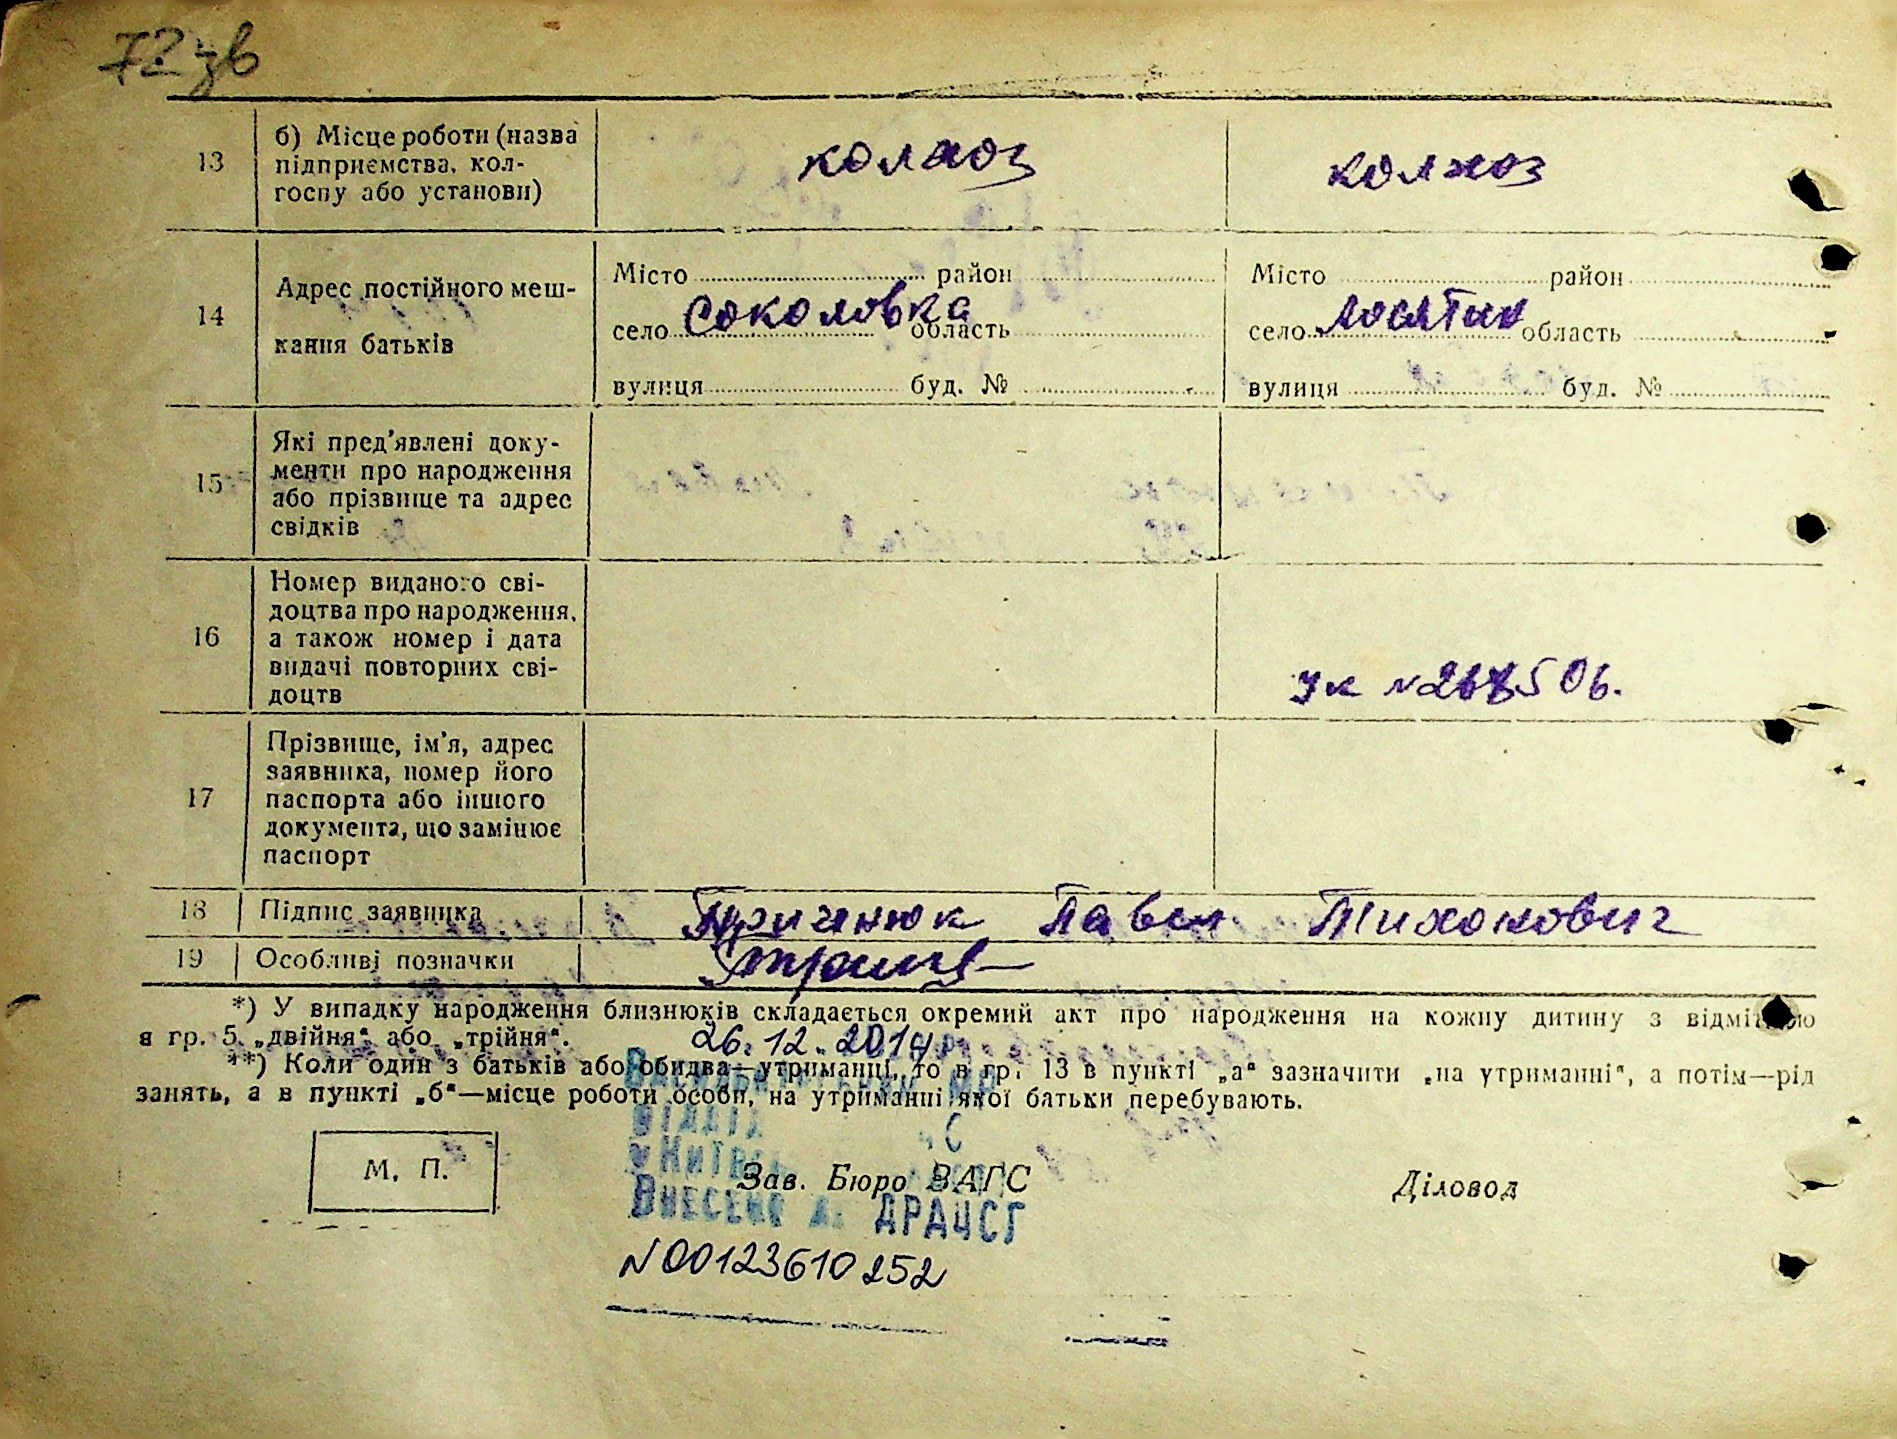 72 зв
13
б) Місце роботи (назва
підприємства, кол-
госпу або установи)
колхоз
колхоз
14
Адрес постійного меш-
кання батьків
Місто район
село Соколовка область
вулиця буд. №
Місто район
село Лосятин область
вулиця буд. №
15
Які пред'явлені доку-
менти про народження
або прізвище та адрес
свідків
16
Номер виданого сві-
доцтва про народження,
а також номер і дата
видачі повторних сві-
доцтв
17
Прізвище, ім'я, адрес
заявника, номер його
паспорта або іншого
документа, що замінює
паспорт
18 Підпис заявника Павел Тихонович
19 Особливі позначки
*) У випадку народження близнюків складається окремий акт про народження на кожну дитину з відміткою
в гр. 5 „двійня“ або „трійня“.
26.12.2014р
**) Коли один з батьків або обидва—утриманці, то в гр. 13 в пункті „а“ зазначити „на утриманні“, а потім—рід
занять, а в пункті „б“—місце роботи особи, на утриманні якої батьки перебувають.
М. П.
Зав. Бюро ВАГС
Діловод
Внесено ДРАЦСГ
N00123610252